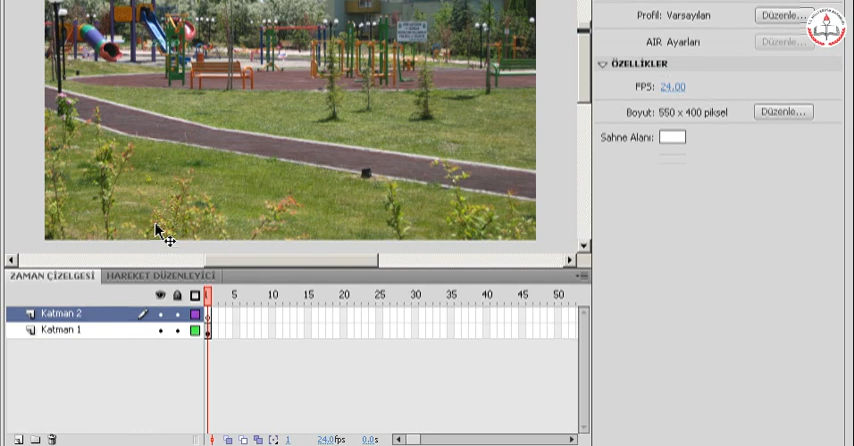 Profil: Varsayılan
Düzenle...
AIR Ayarları
Düzenle...
ÖZELLİKLER
FPS: 24.00
Boyut: 550 x 400 piksel
Düzenle...
Sahne Alanı:
ZAMAN ÇİZELGESİ
HAREKET DÜZENLEYİCİ
1 5 10 15 20 25 30 35 40 45 50
Katman 2
Katman 1
1 24.0fps 0.0s